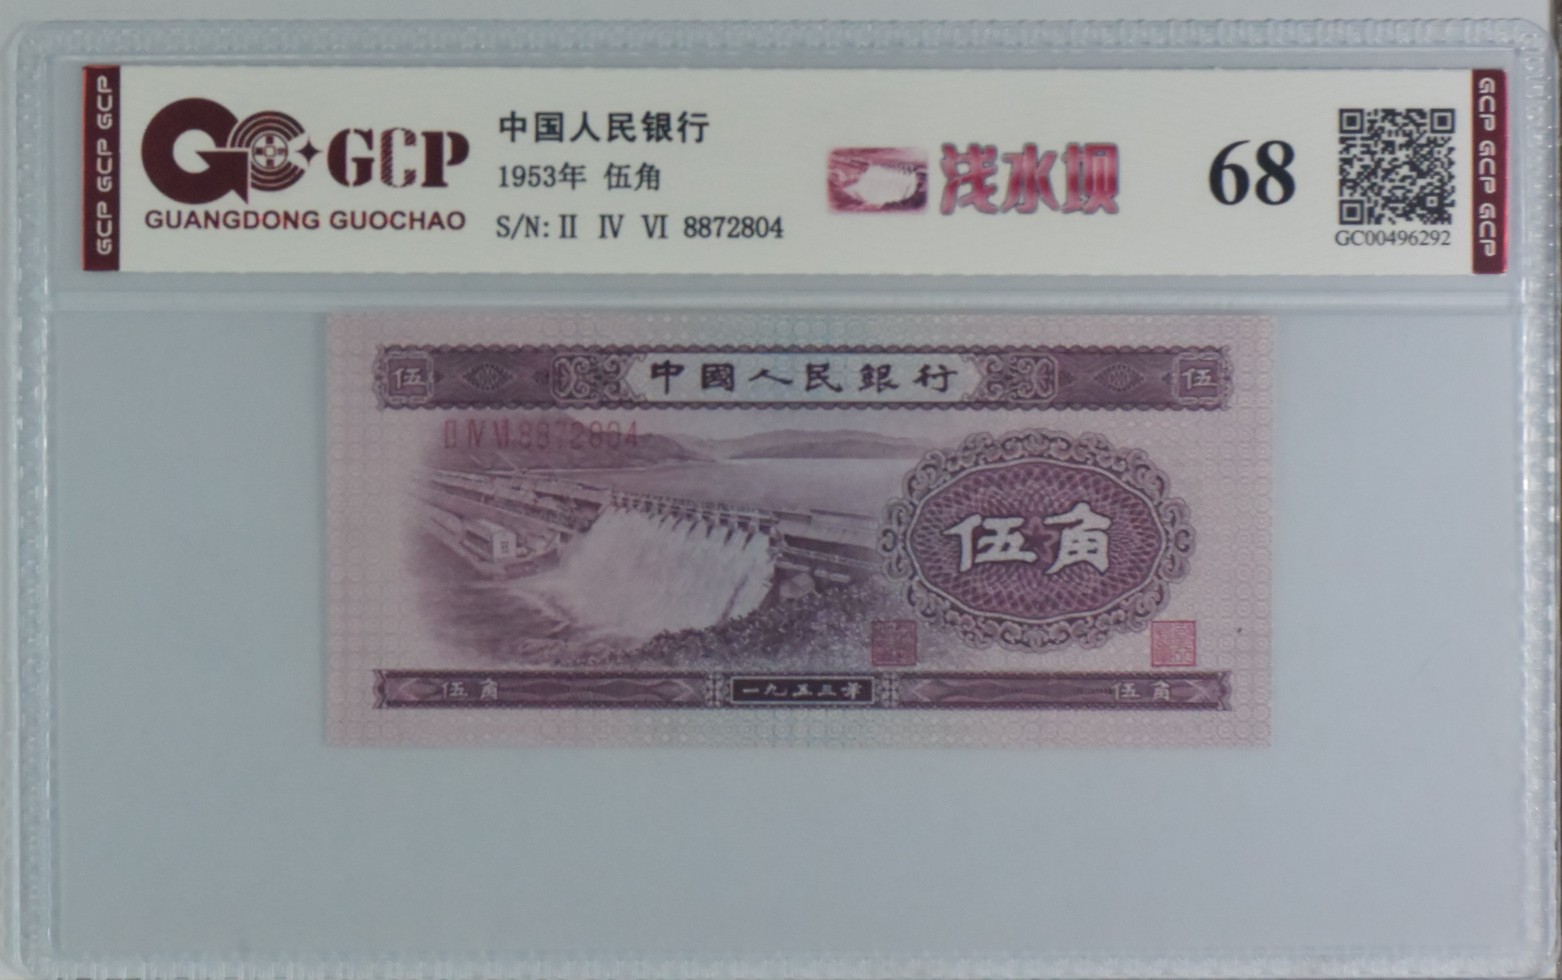 GCP GCP GCP
GCP
GUANGDONG GUOCHAO
中国人民银行
1953年 伍角
S/N: II IV VI 8872804
浅水坝
68
GC00496292
GCP GCP GCP
伍 中國人民銀行 伍
II IV VI 8872804
伍角
伍角 一九五三年 伍角